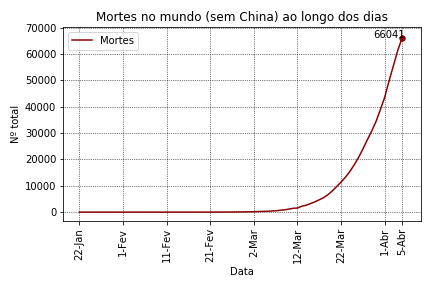 Mortes no mundo (sem China) ao longo dos dias
Mortes
66041
Nº total
70000
60000
50000
40000
30000
20000
10000
0
22-Jan
1-Fev
11-Fev
21-Fev
2-Mar
12-Mar
22-Mar
1-Abr
5-Abr
Data